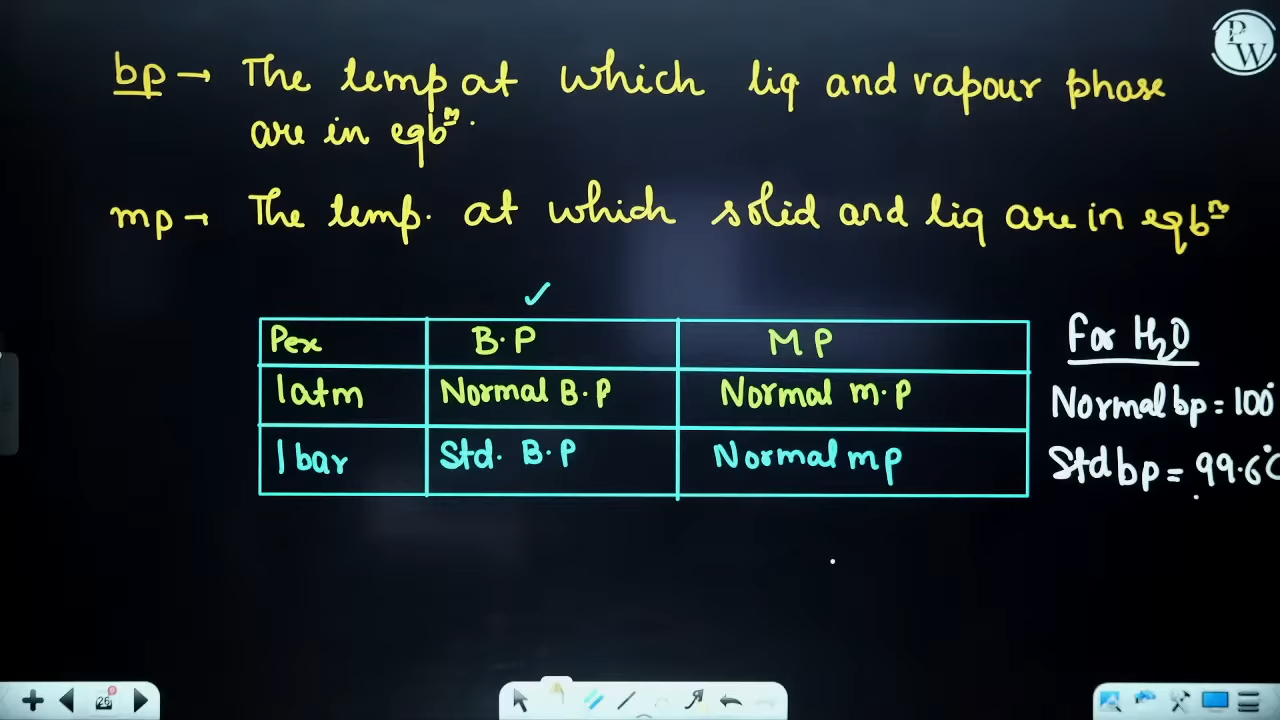 bp → The temp at which liq and vapour phase
are in eqbᵐ.
mp → The temp. at which solid and liq are in eqbᵐ
✓
Pex B.P MP
1atm Normal B.P Normal m.p
1bar Std. B.P Normal mp
For H₂O
Normal bp = 100°
Std bp = 99.6°C
PW
26